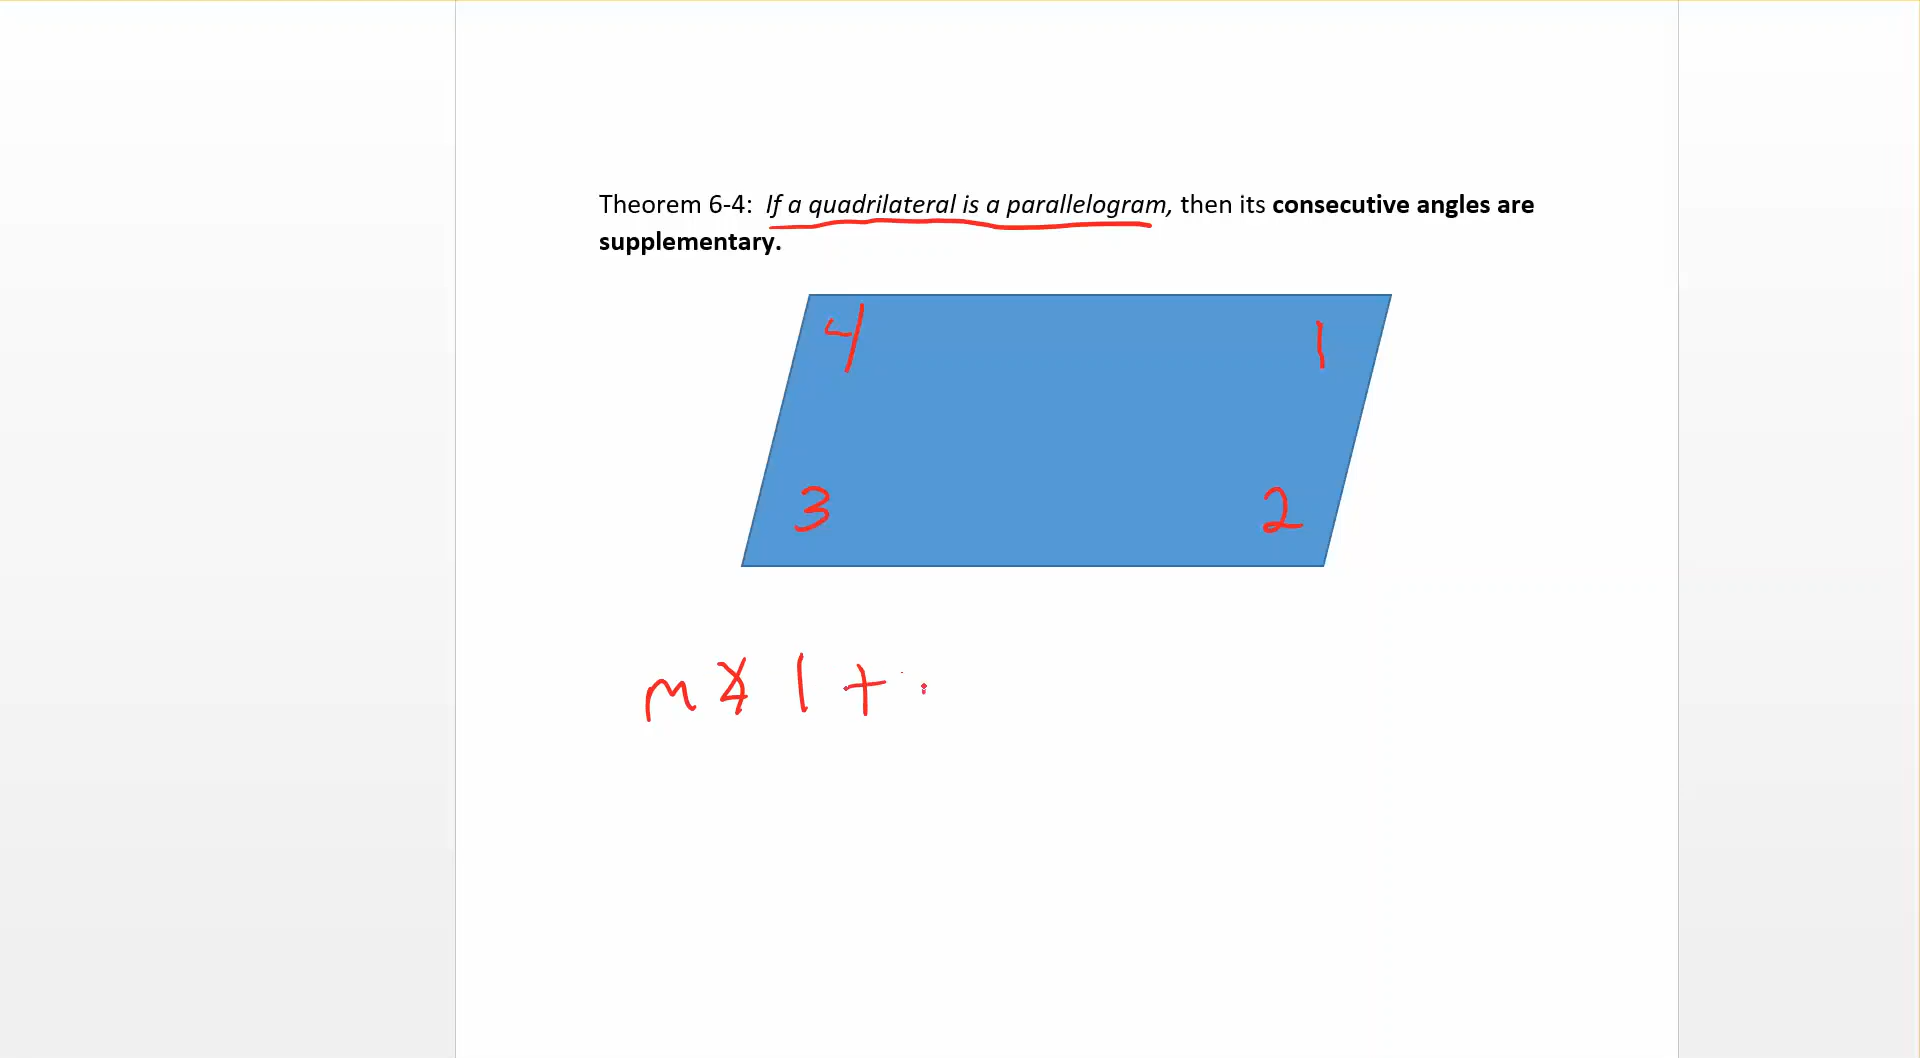 Theorem 6-4: If a quadrilateral is a parallelogram, then its consecutive angles are
supplementary.
4 1
3 2
m∡ 1 +